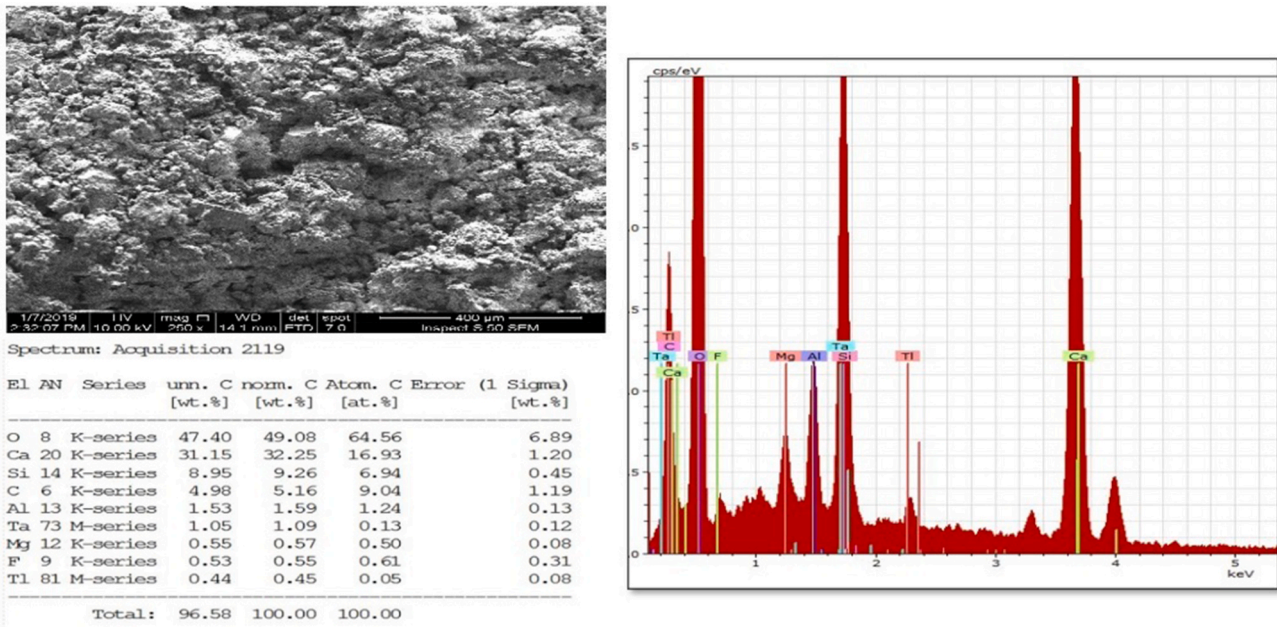 1/7/2019 HV mag WD det spot 400 µm
2:32:07 PM 10.00 kV 250 x 14.1 mm ETD 7.0 Inspect S 50 SEM
Spectrum: Acquisition 2119
El AN Series unn. C norm. C Atom. C Error (1 Sigma)
[wt.%] [wt.%] [at.%] [wt.%]
O 8 K-series 47.40 49.08 64.56 6.89
Ca 20 K-series 31.15 32.25 16.93 1.20
Si 14 K-series 8.95 9.26 6.94 0.45
C 6 K-series 4.98 5.16 9.04 1.19
Al 13 K-series 1.53 1.59 1.24 0.13
Ta 73 M-series 1.05 1.09 0.13 0.12
Mg 12 K-series 0.55 0.57 0.50 0.08
F 9 K-series 0.53 0.55 0.61 0.31
Tl 81 M-series 0.44 0.45 0.05 0.08
Total: 96.58 100.00 100.00
cps/eV
Tl
C
Ta
Ca
O
F
Mg
Al
Ta
Si
Tl
Ca
1 2 3 4 5
keV